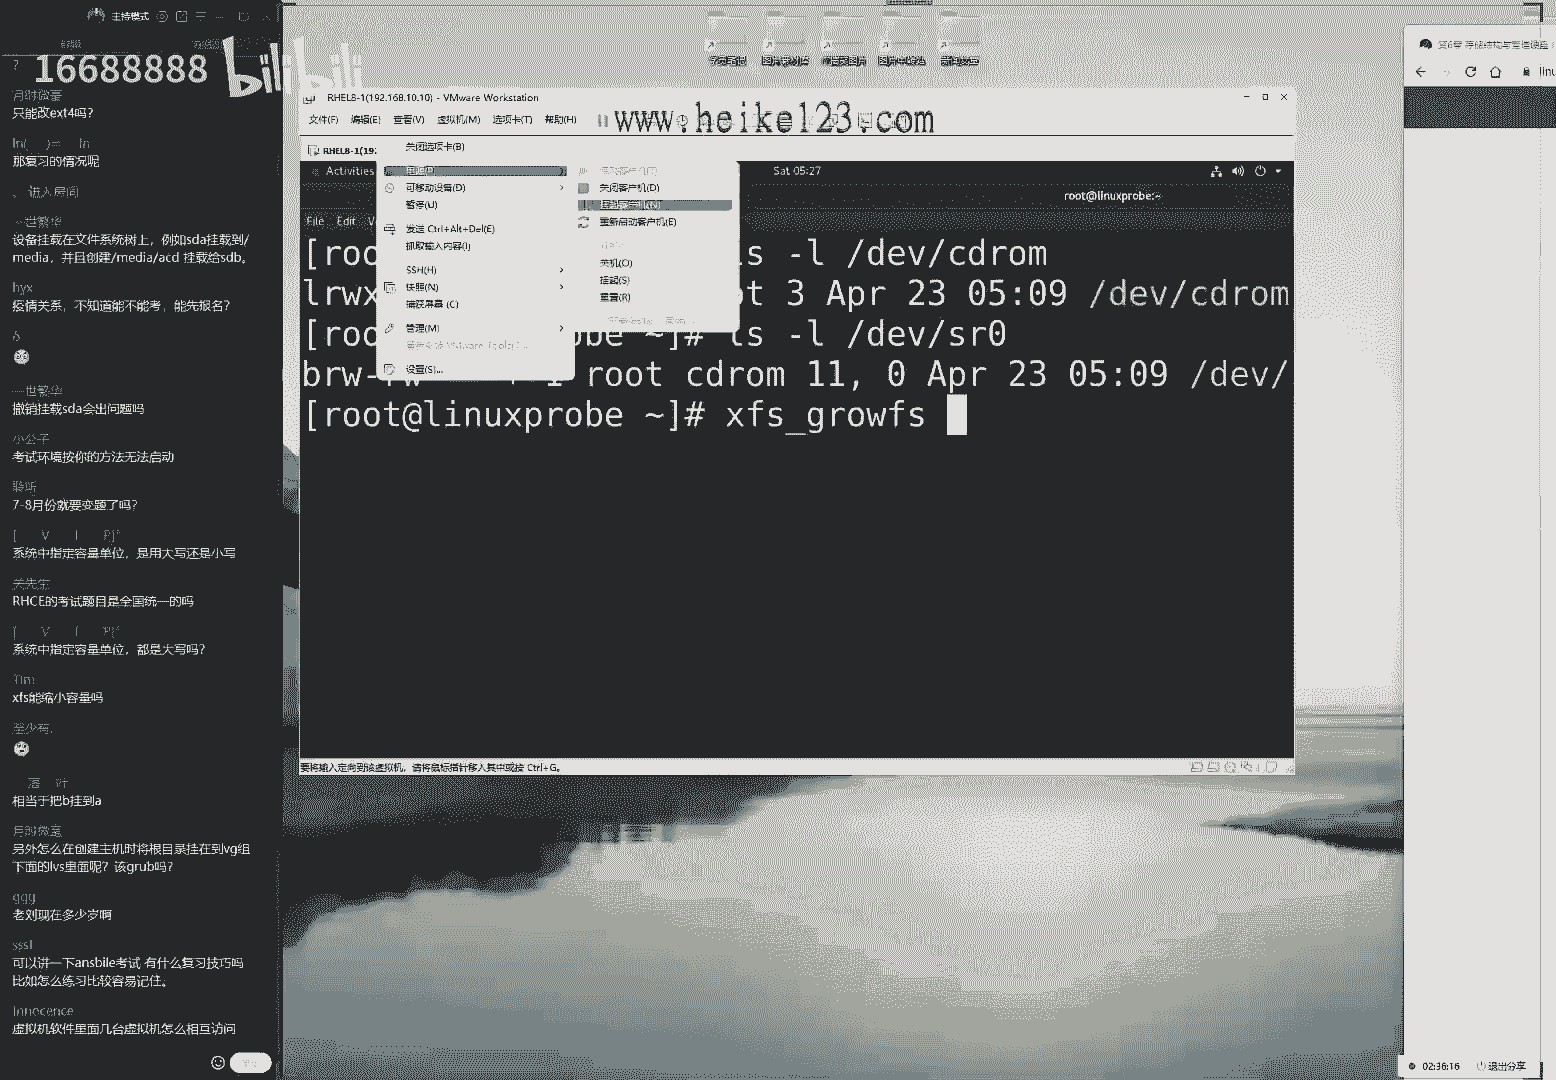 主持模式
?
16688888
bilibili
只能改ext4吗?
那复习的情况呢
进入房间
一世繁华
设备挂载在文件系统树上，例如sda挂载到/
media，并且创建/media/acd 挂载给sdb。
hyx
疫情关系，不知道能不能考，能先报名?
一世繁华
撤销挂载sda会出问题吗
小公子
考试环境按你的方法无法启动
聆听
7-8月份就要变题了吗?
系统中指定容量单位，是用大写还是小写
关先生
RHCE的考试题目是全国统一的吗
系统中指定容量单位，都是大写吗?
xfs能缩小容量吗
相当于把b挂到a
另外怎么在创建主机时将根目录挂在到vg组
下面的lvs里面呢？该grub吗?
ggg
老刘现在多少岁啊
sssl
可以讲一下ansbile考试 有什么复习技巧吗
比如怎么练习比较容易记住。
Innocence
虚拟机软件里面几台虚拟机怎么相互访问
RHEL8-1(192.168.10.10) - VMware Workstation
文件(F) 编辑(E) 查看(V) 虚拟机(M) 选项卡(T) 帮助(H)
www.heike123.com
RHEL8-1(192.
关闭选项卡(B)
Activities
电源(P)
可移动设备(D)
暂停(U)
发送 Ctrl+Alt+Del(E)
抓取输入内容(I)
SSH(H)
快照(N)
捕获屏幕 (C)
管理(M)
设置(S)...
关闭客户机(D)
重新启动客户机(E)
关机(O)
挂起(S)
重置(R)
Sat 05:27
root@linuxprobe:~
File Edit V
[roo s -l /dev/cdrom
lrwx t 3 Apr 23 05:09 /dev/cdrom
[roo be ~]# ls -l /dev/sr0
brw-rw 1 root cdrom 11, 0 Apr 23 05:09 /dev/
[root@linuxprobe ~]# xfs_growfs
要将输入定向到该虚拟机，请将鼠标指针移入其中或按 Ctrl+G。
第6章 存储结构与管理硬盘
linu
02:36:16 退出分享